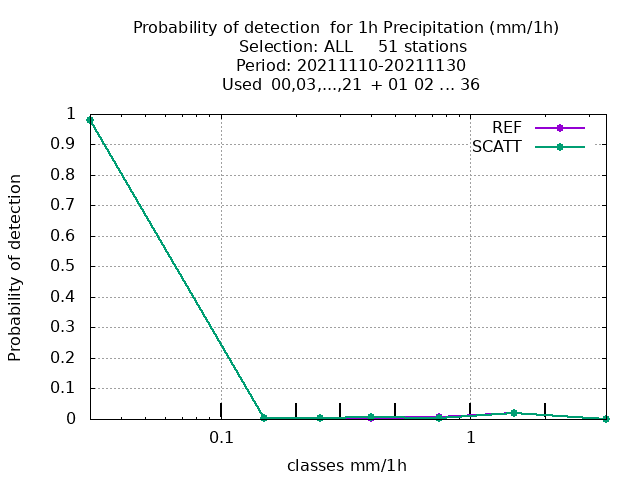 Probability of detection  for 1h Precipitation (mm/1h)
Selection: ALL     51 stations
Period: 20211110-20211130
Used  00,03,...,21  + 01 02 ... 36
REF
SCATT
Probability of detection
1
0.9
0.8
0.7
0.6
0.5
0.4
0.3
0.2
0.1
0
0.1
1
classes mm/1h